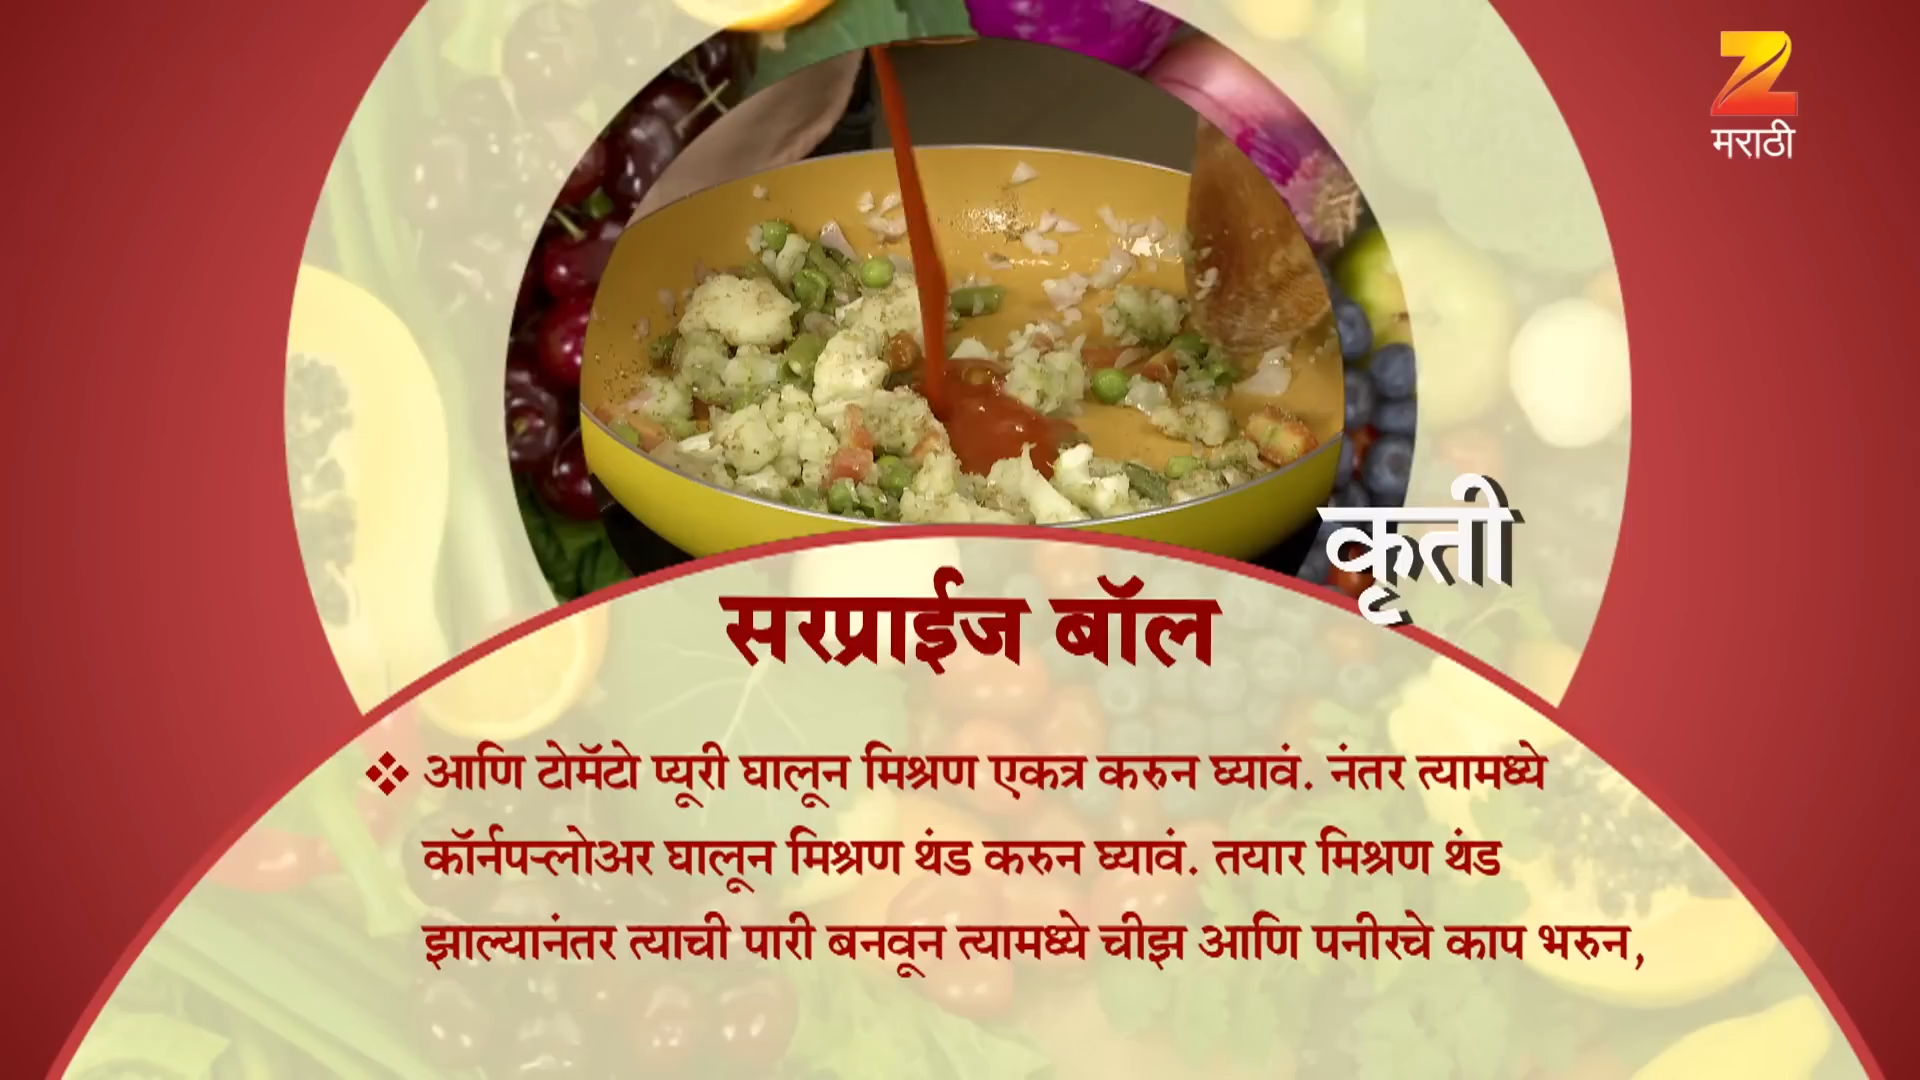 मराठी
कृती
सरप्राईज बॉल
❖ आणि टोमॅटो प्यूरी घालून मिश्रण एकत्र करुन घ्यावं. नंतर त्यामध्ये
कॉर्नफ्लोअर घालून मिश्रण थंड करुन घ्यावं. तयार मिश्रण थंड
झाल्यानंतर त्याची पारी बनवून त्यामध्ये चीझ आणि पनीरचे काप भरुन,